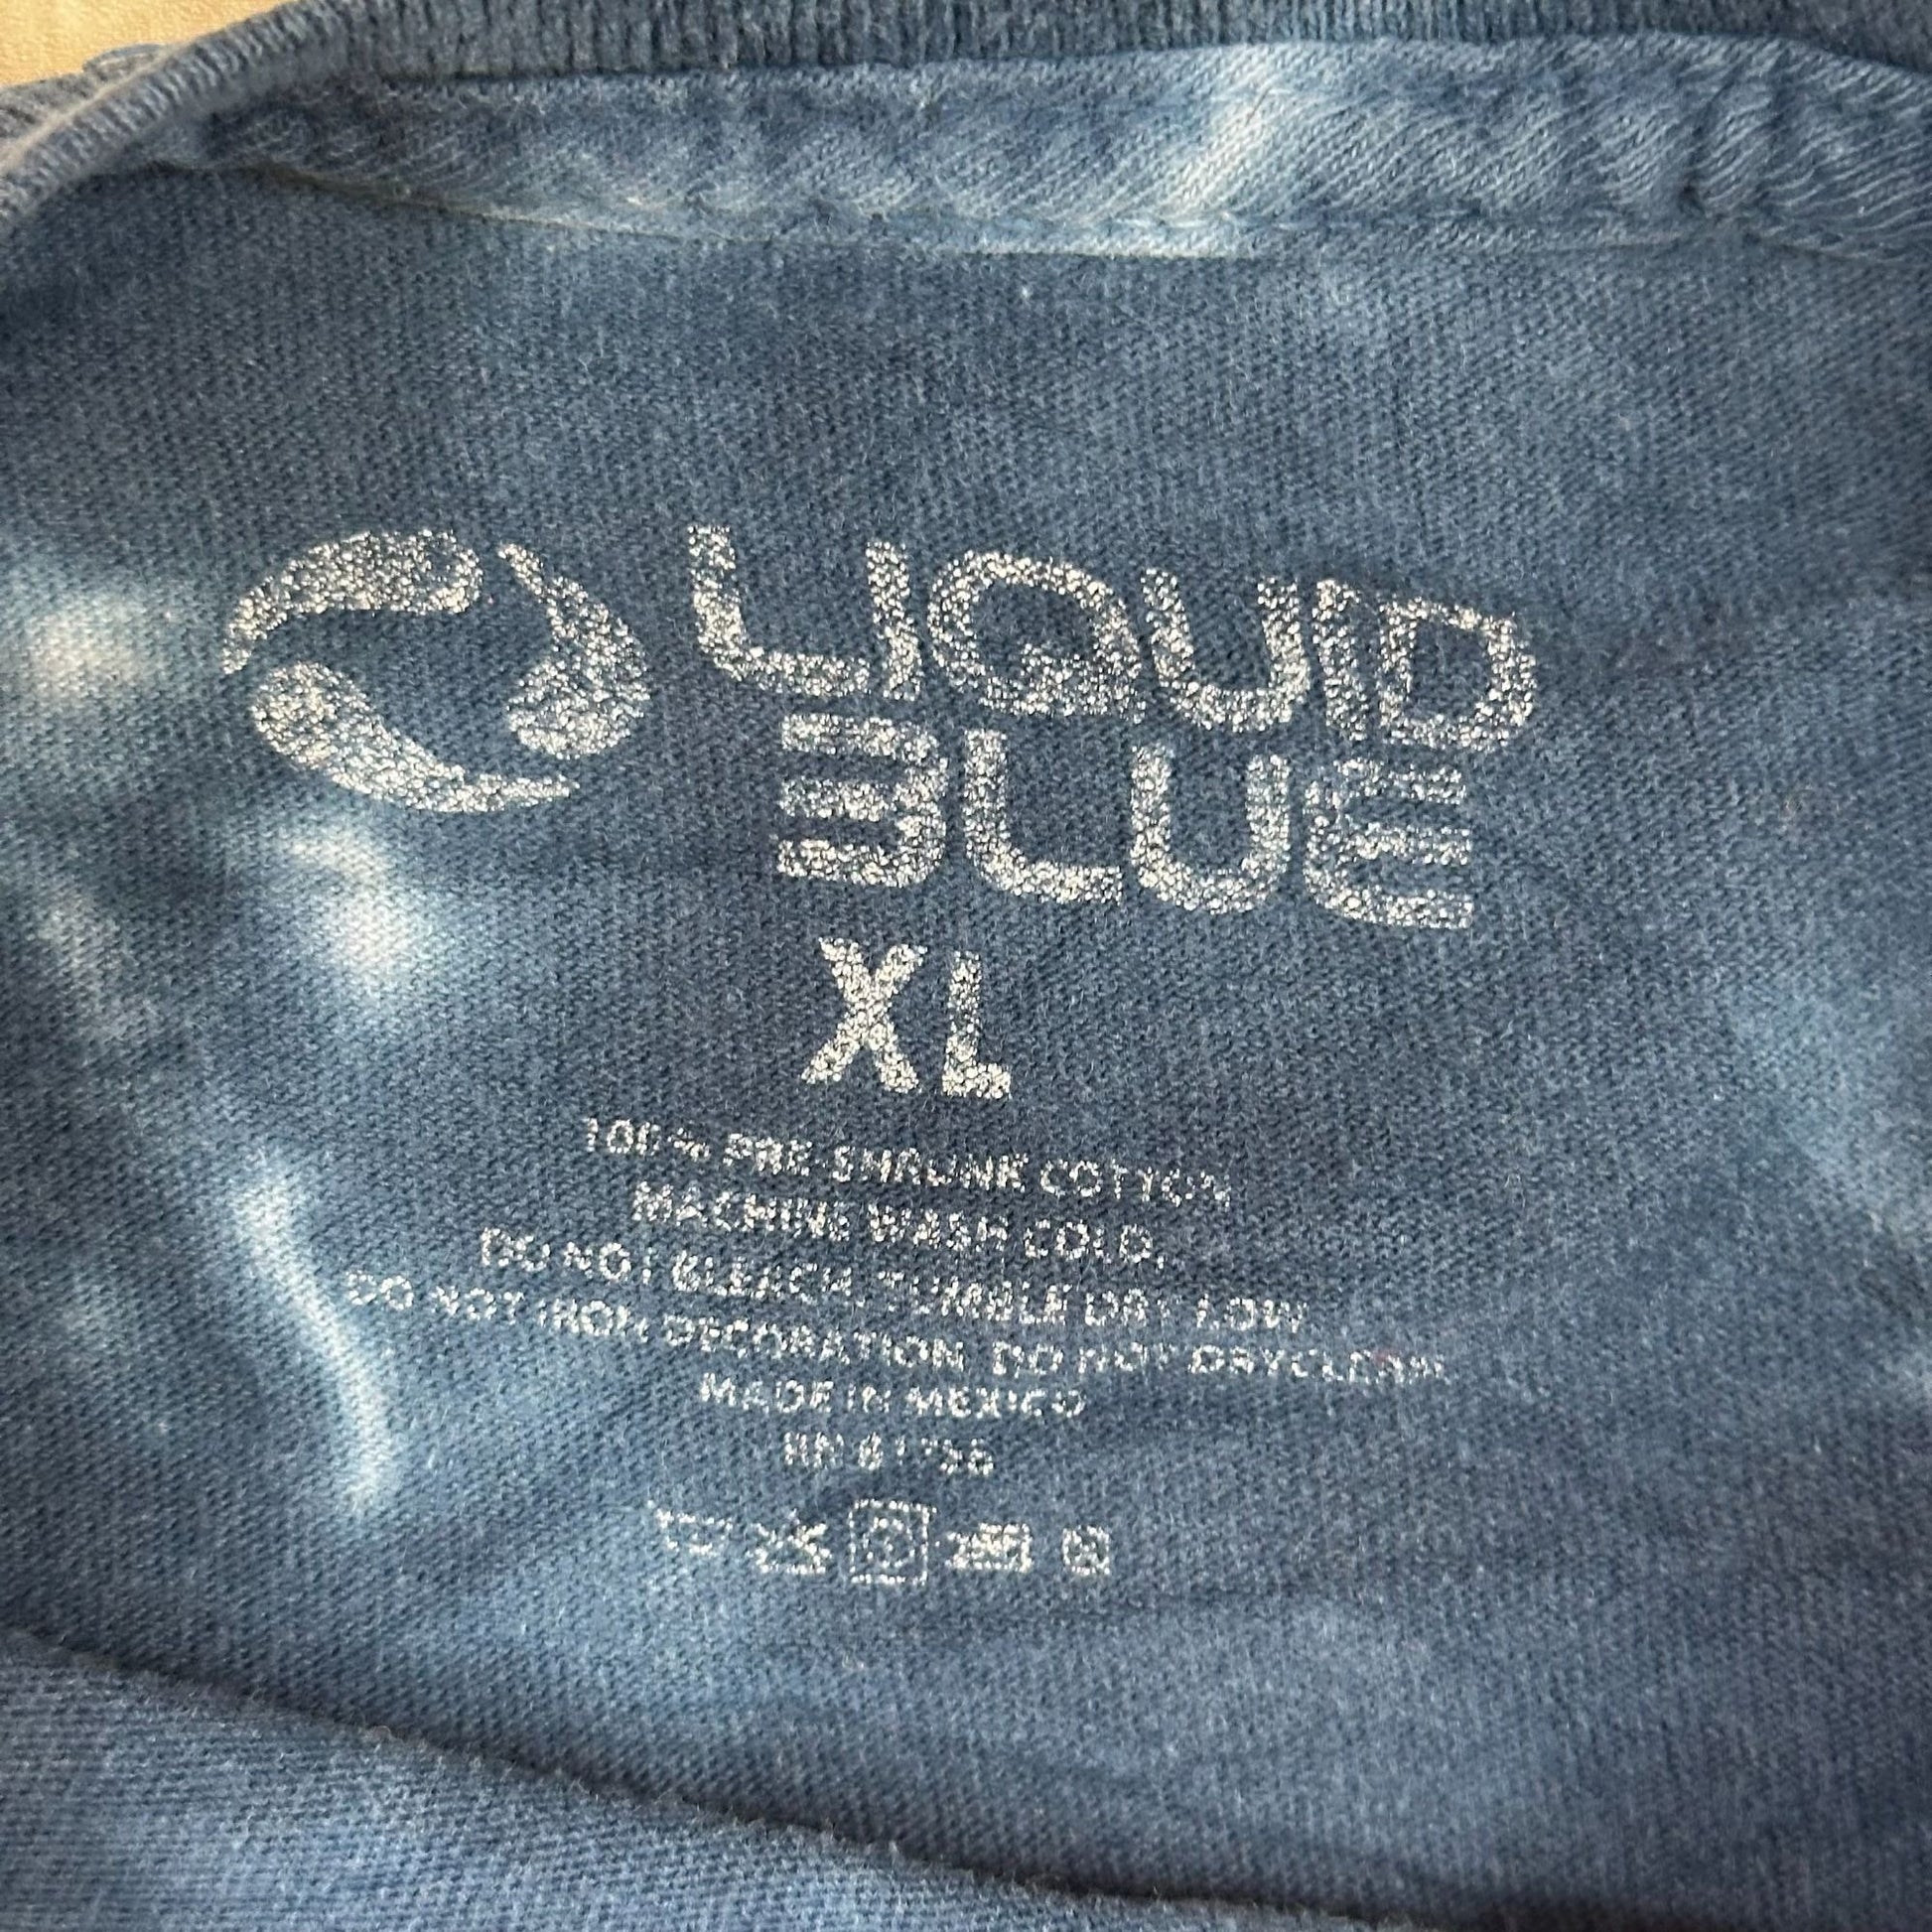 LIQUID
BLUE
XL
100% PRE-SHRUNK COTTON
MACHINE WASH COLD,
DO NOT BLEACH, TUMBLE DRY LOW
DO NOT IRON DECORATION, DO NOT DRYCLEAN
MADE IN MEXICO
RN